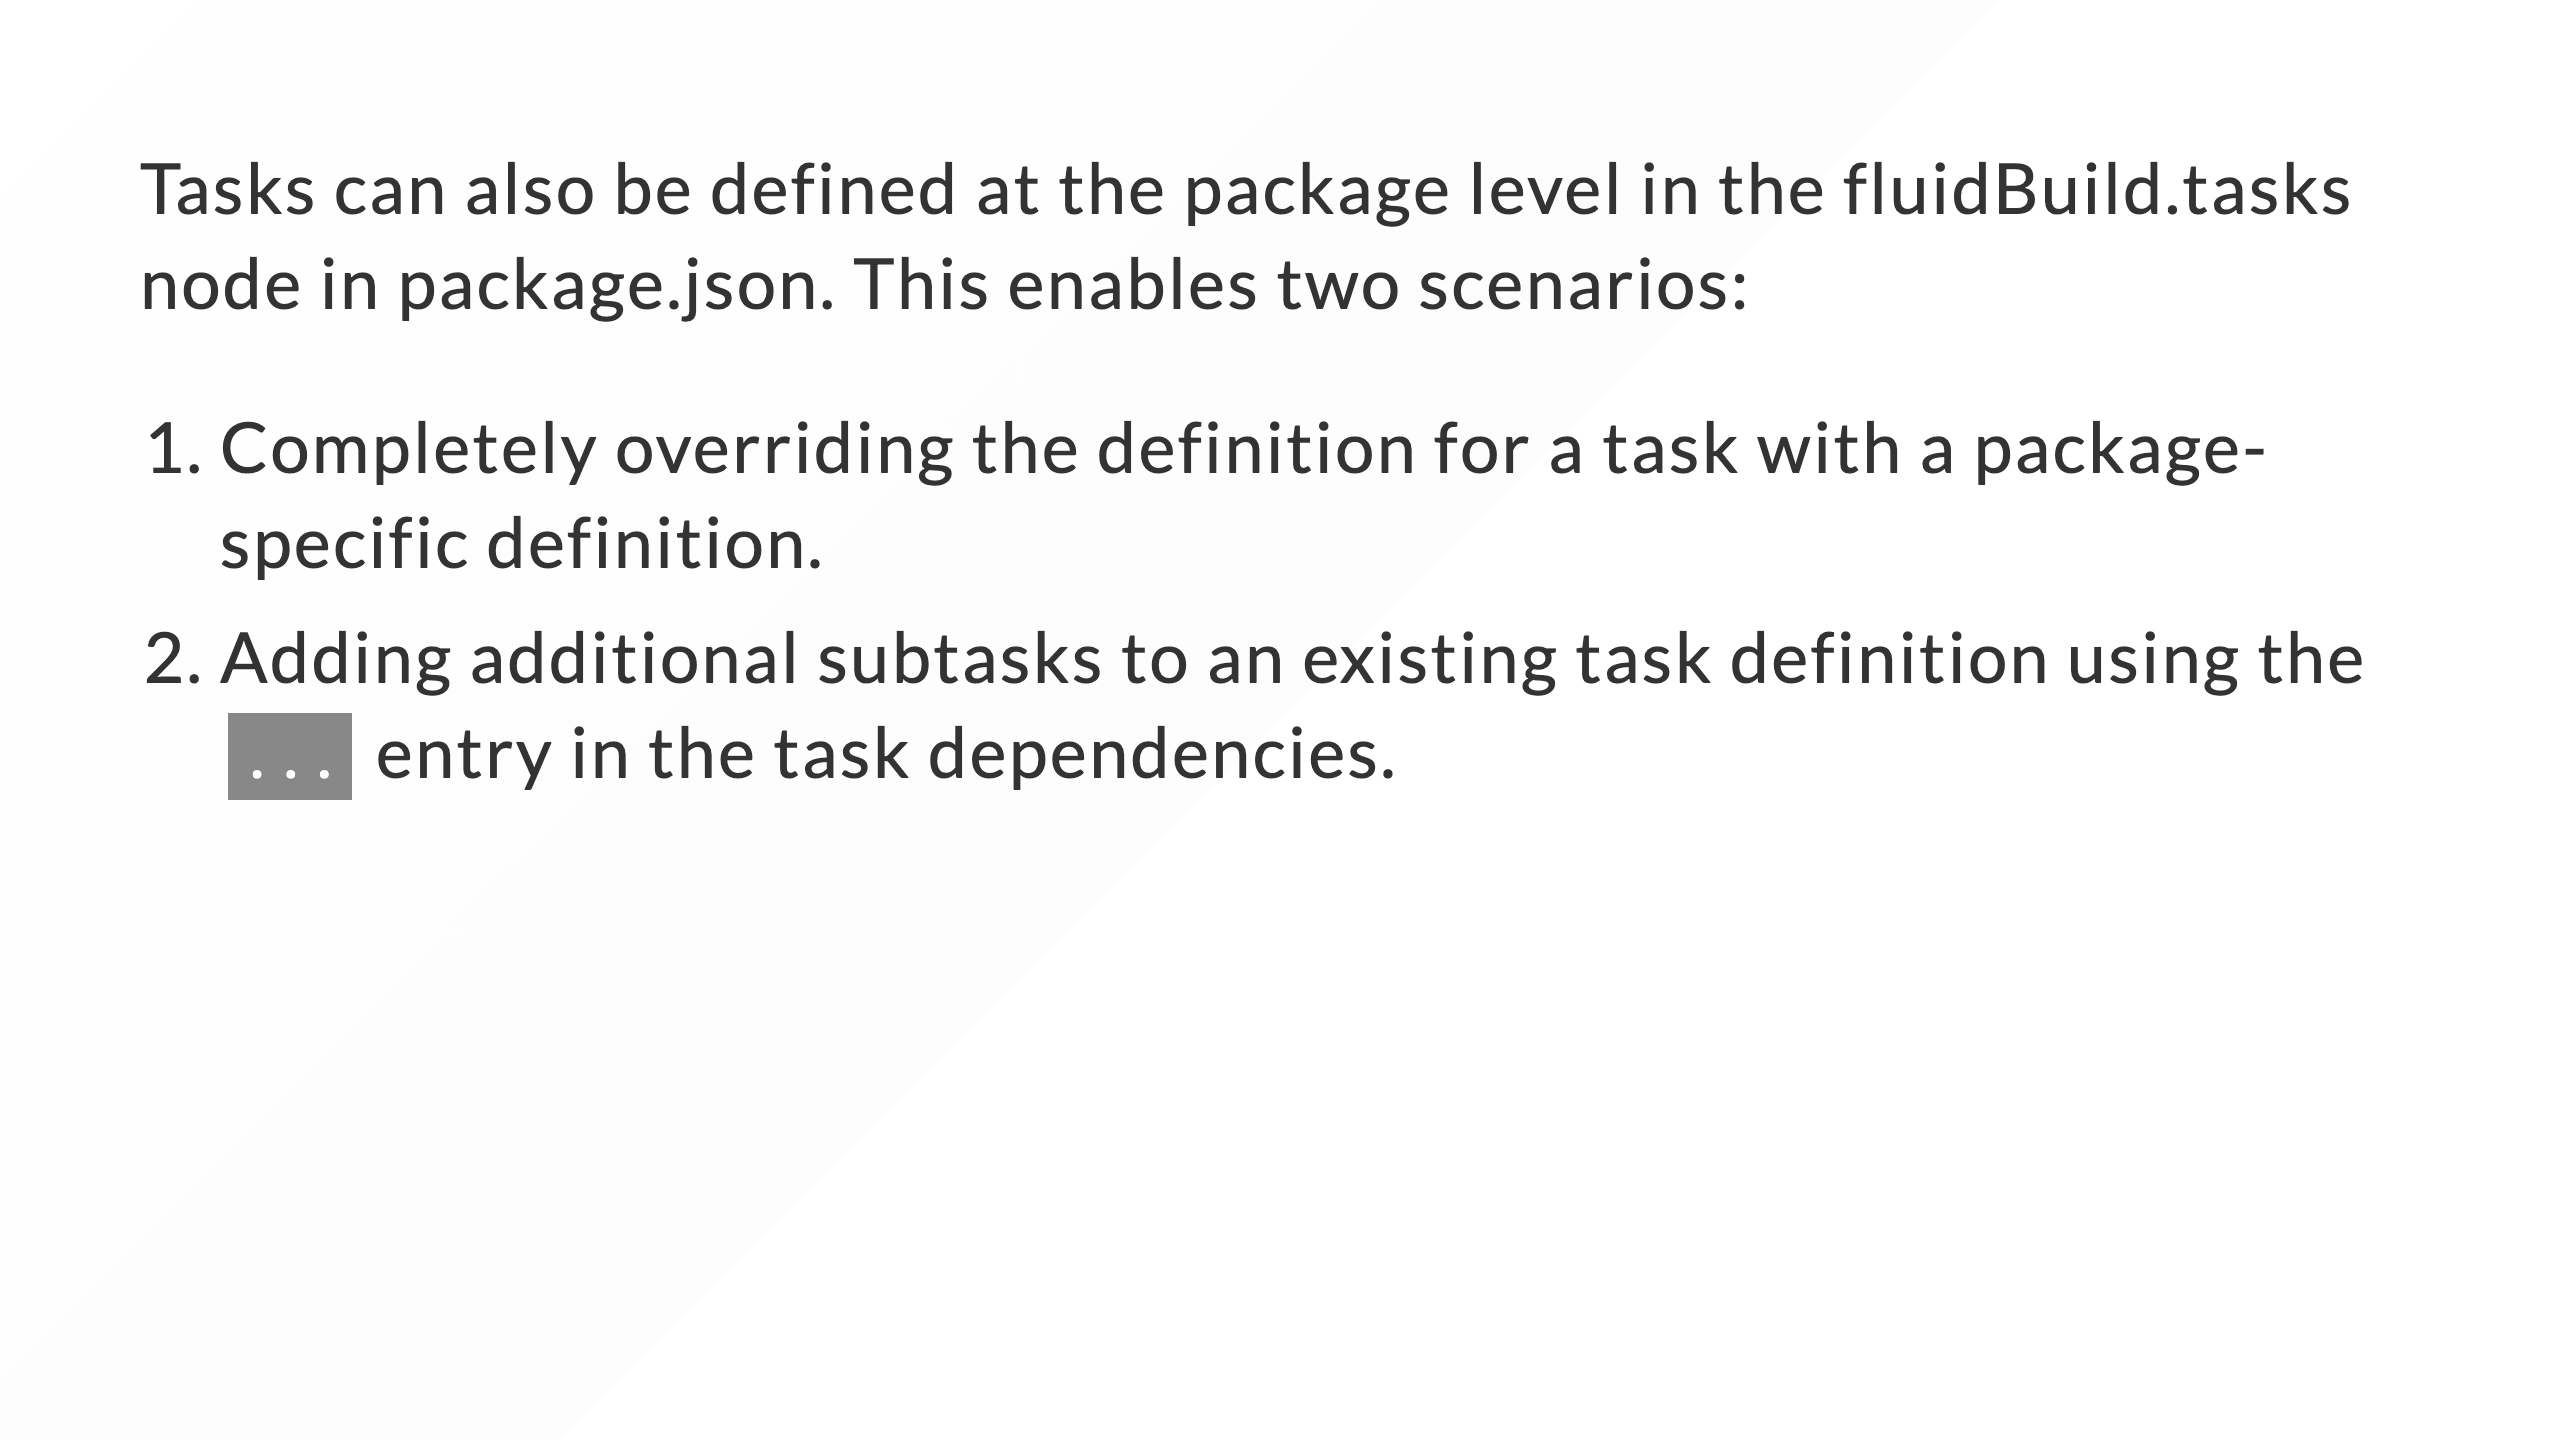 Tasks can also be defined at the package level in the fluidBuild.tasks
node in package.json. This enables two scenarios:
1. Completely overriding the definition for a task with a package-
specific definition.
2. Adding additional subtasks to an existing task definition using the
... entry in the task dependencies.